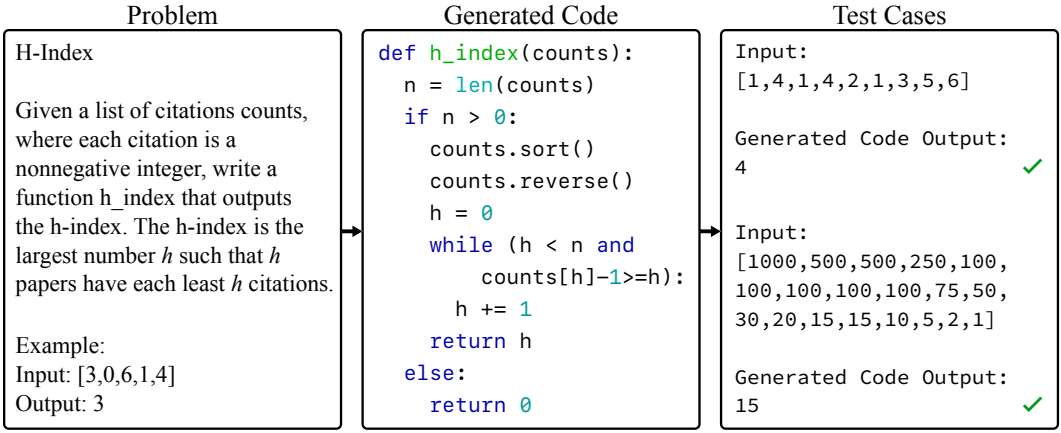 Problem
H-Index
Given a list of citations counts,
where each citation is a
nonnegative integer, write a
function h_index that outputs
the h-index. The h-index is the
largest number h such that h
papers have each least h citations.
Example:
Input: [3,0,6,1,4]
Output: 3
Generated Code
def h_index(counts):
  n = len(counts)
  if n > 0:
    counts.sort()
    counts.reverse()
    h = 0
    while (h < n and
        counts[h]-1>=h):
      h += 1
    return h
  else:
    return 0
Test Cases
Input:
[1,4,1,4,2,1,3,5,6]
Generated Code Output:
4
Input:
[1000,500,500,250,100,
100,100,100,100,75,50,
30,20,15,15,10,5,2,1]
Generated Code Output:
15